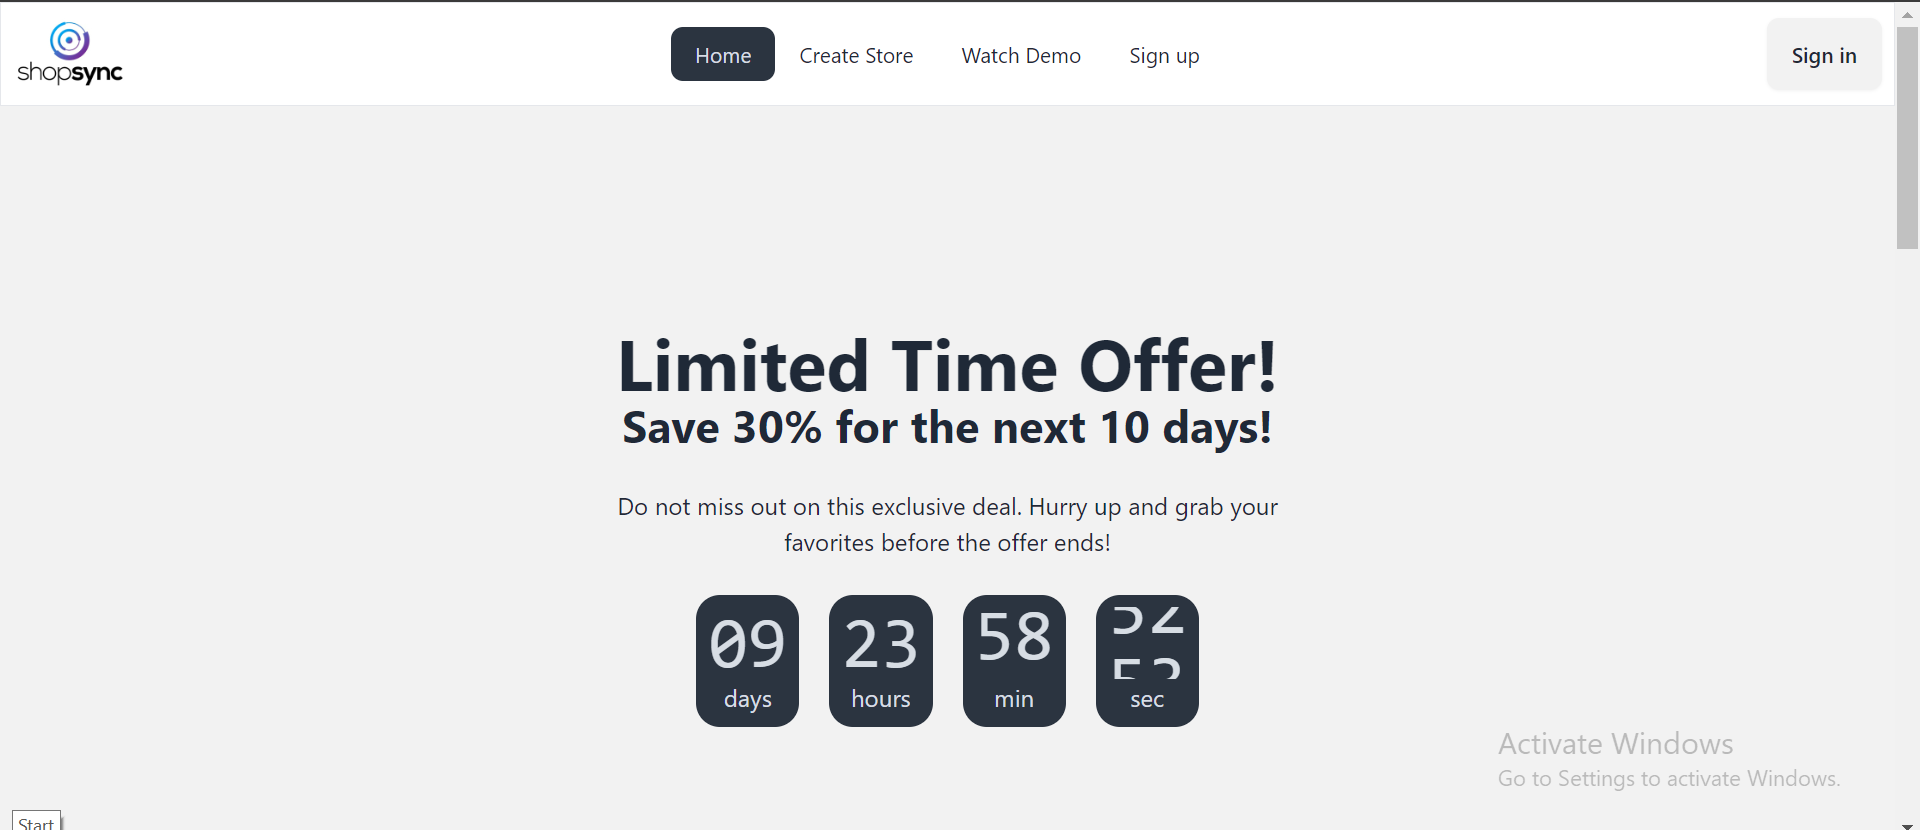 shopsync
Home Create Store Watch Demo Sign up
Sign in
Limited Time Offer!
Save 30% for the next 10 days!
Do not miss out on this exclusive deal. Hurry up and grab your
favorites before the offer ends!
09 23 58 52
53
days hours min sec
Activate Windows
Go to Settings to activate Windows.
Start